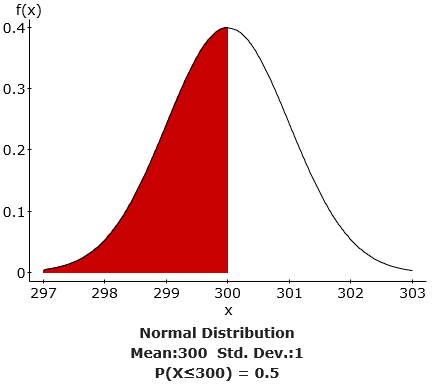 f(x)
0.4
0.3
0.2
0.1
0
297 298 299 300 301 302 303
x
Normal Distribution
Mean:300 Std. Dev.:1
P(X≤300) = 0.5